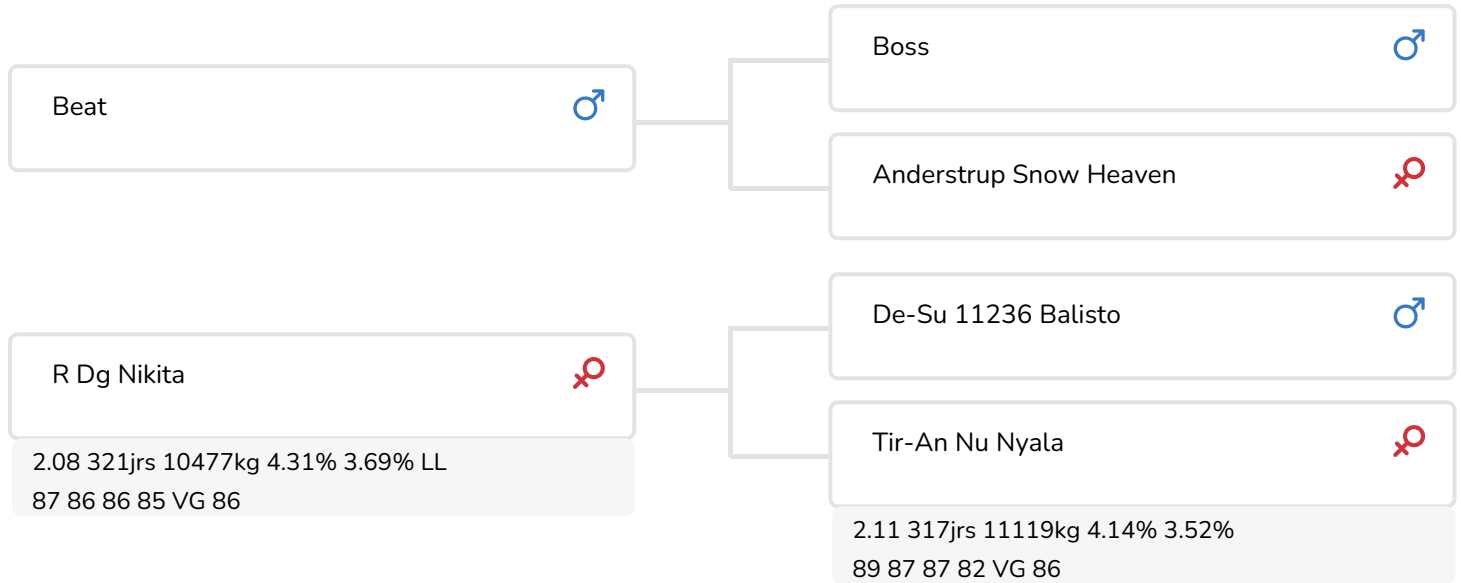 Boss
Beat
Anderstrup Snow Heaven
De-Su 11236 Balisto
R Dg Nikita
2.08 321jrs 10477kg 4.31% 3.69% LL
87 86 86 85 VG 86
Tir-An Nu Nyala
2.11 317jrs 11119kg 4.14% 3.52%
89 87 87 82 VG 86